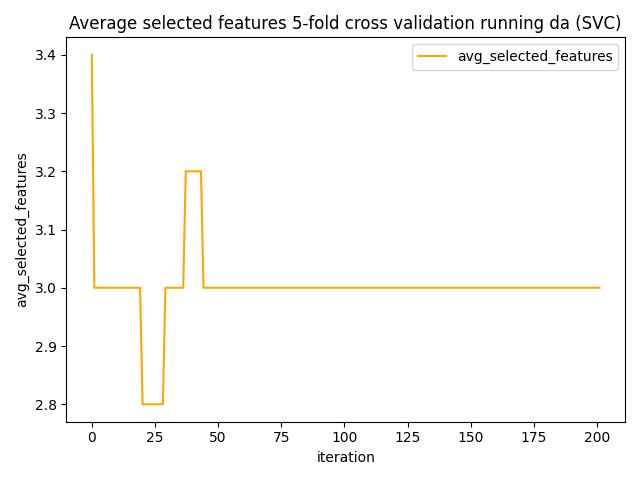 Average selected features 5-fold cross validation running da (SVC)
avg_selected_features
3.4
3.3
3.2
3.1
3.0
2.9
2.8
avg_selected_features
0 25 50 75 100 125 150 175 200
iteration